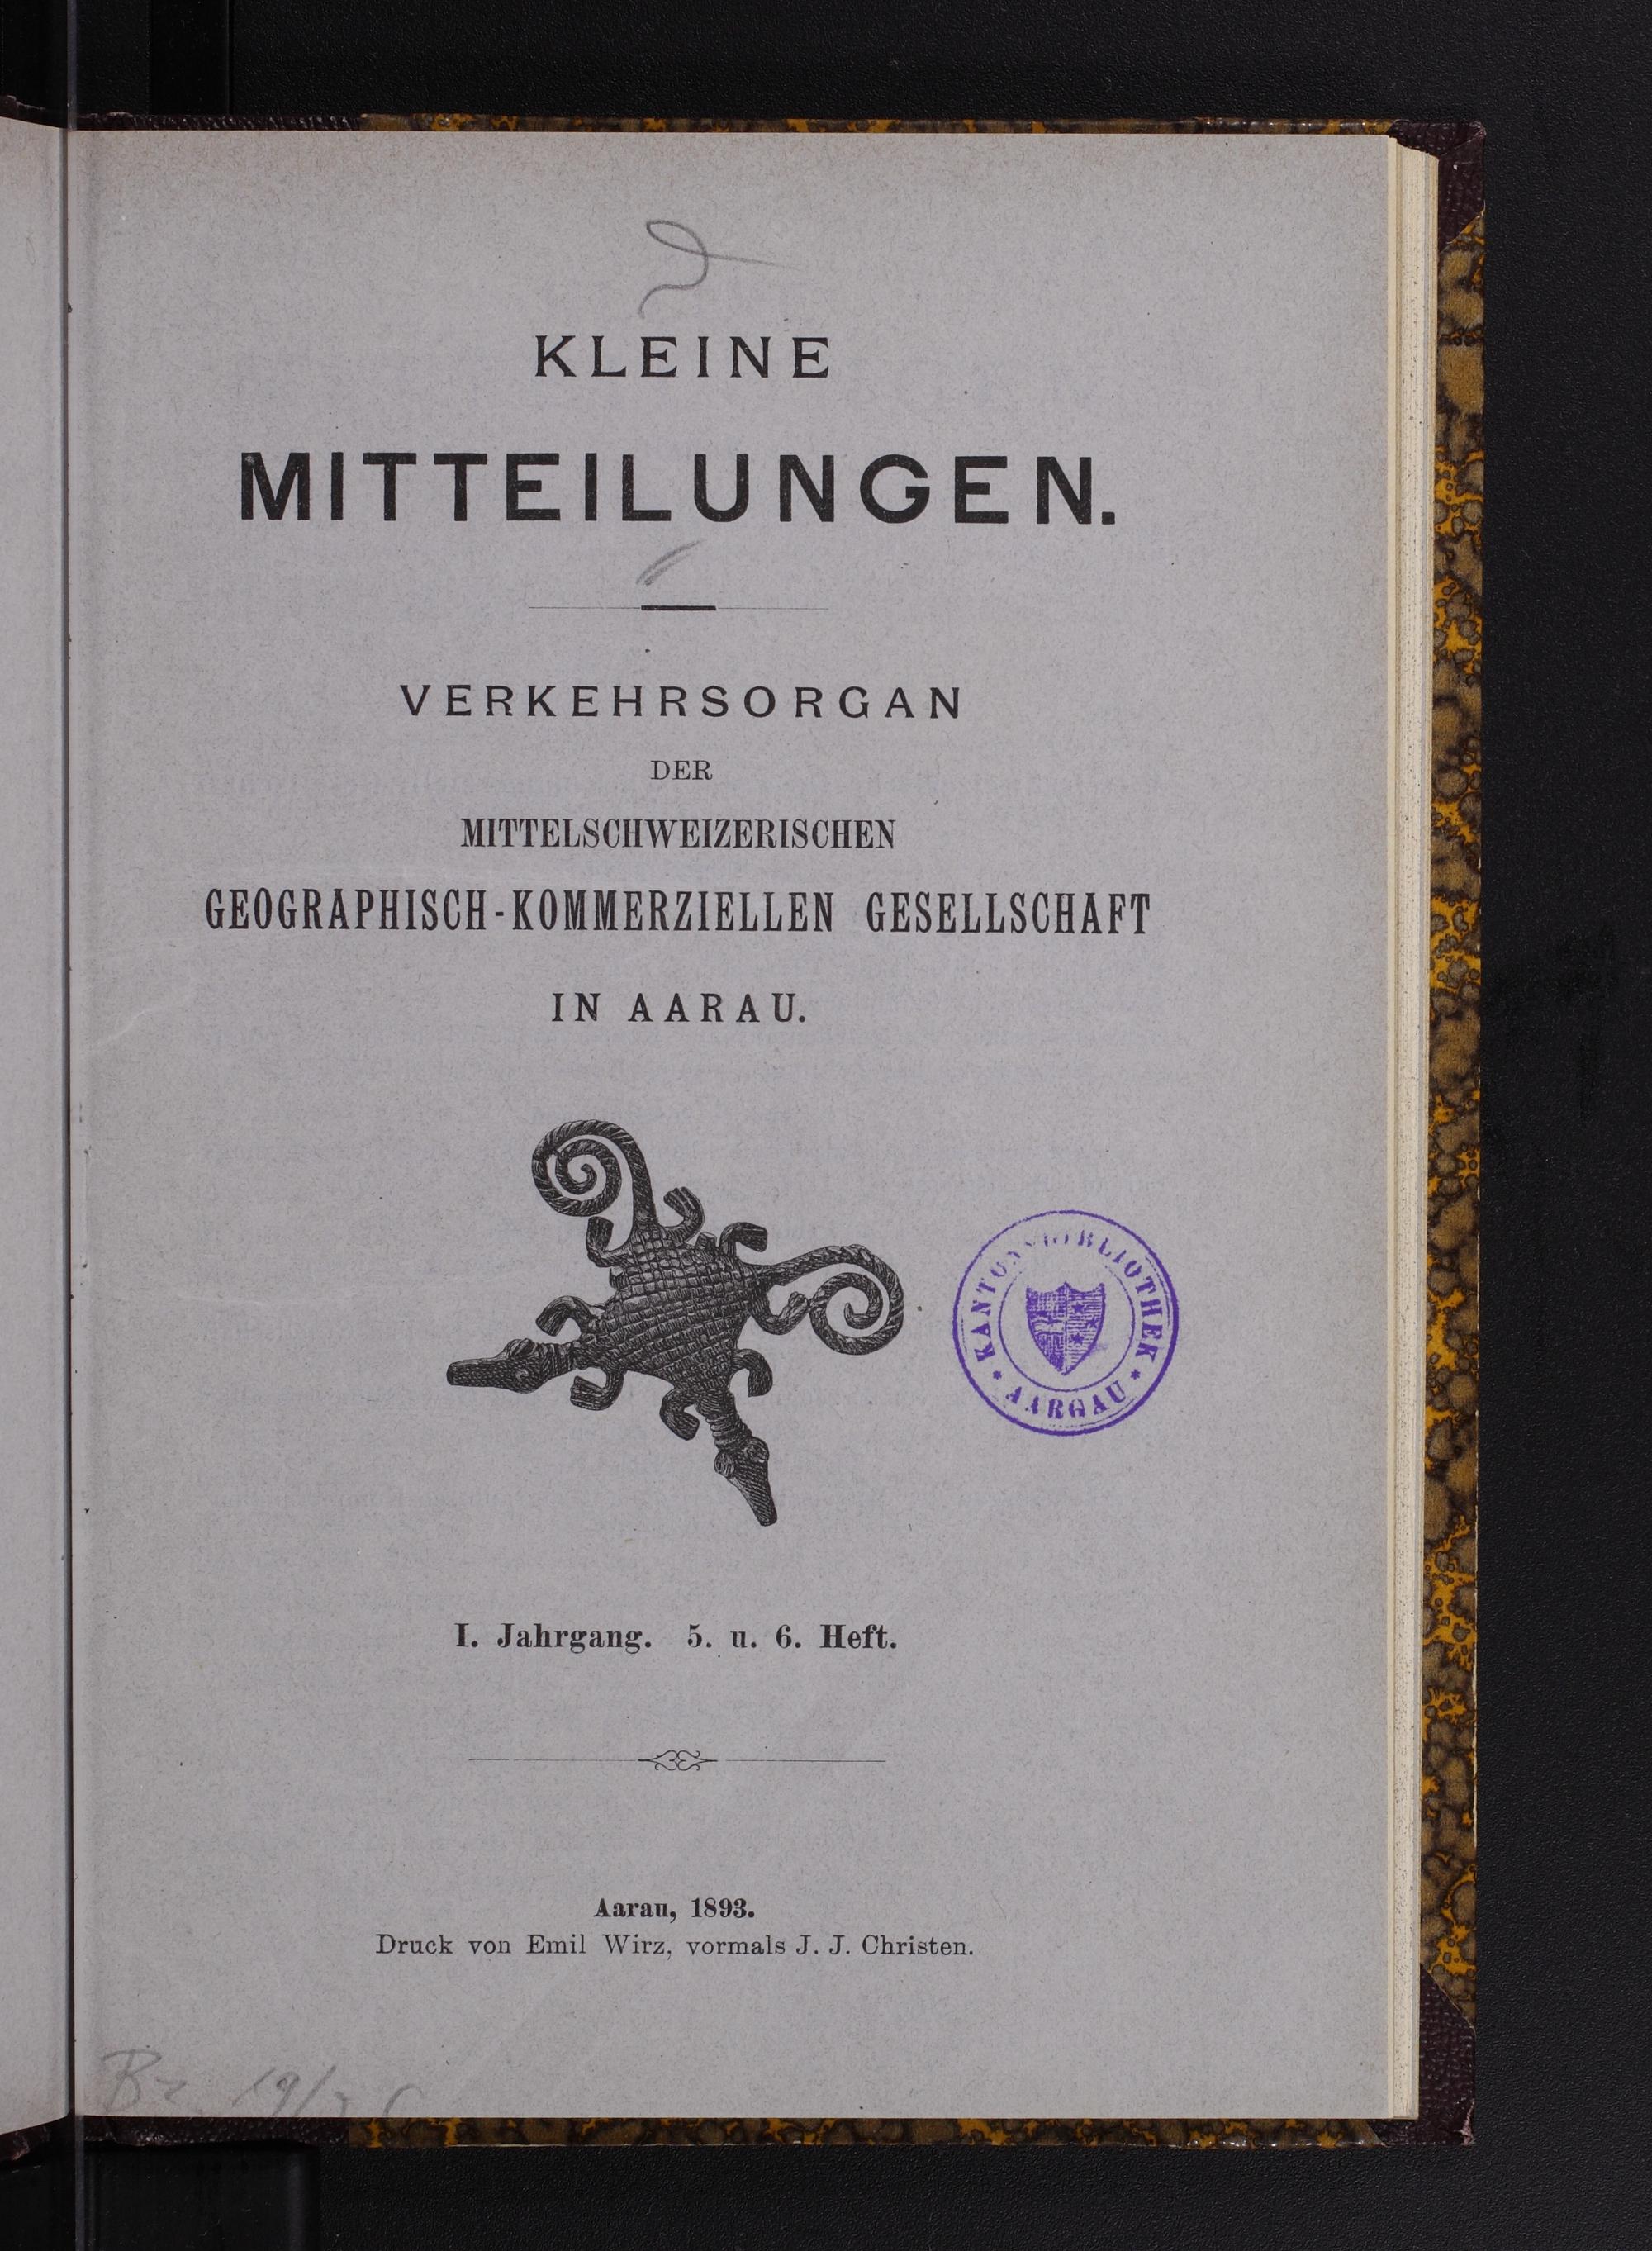 KLEINE
MITTEILUNGEN.
VERKEHRSORGAN
DER
MITTELSCHWEIZERISCHEN
GEOGRAPHISCH-KOMMERZIELLEN GESELLSCHAFT
IN AARAU.
KANTONSBIBLIOTHEK
* AARGAU *
I. Jahrgang. 5. u. 6. Heft.
Aarau, 1893.
Druck von Emil Wirz, vormals J. J. Christen.